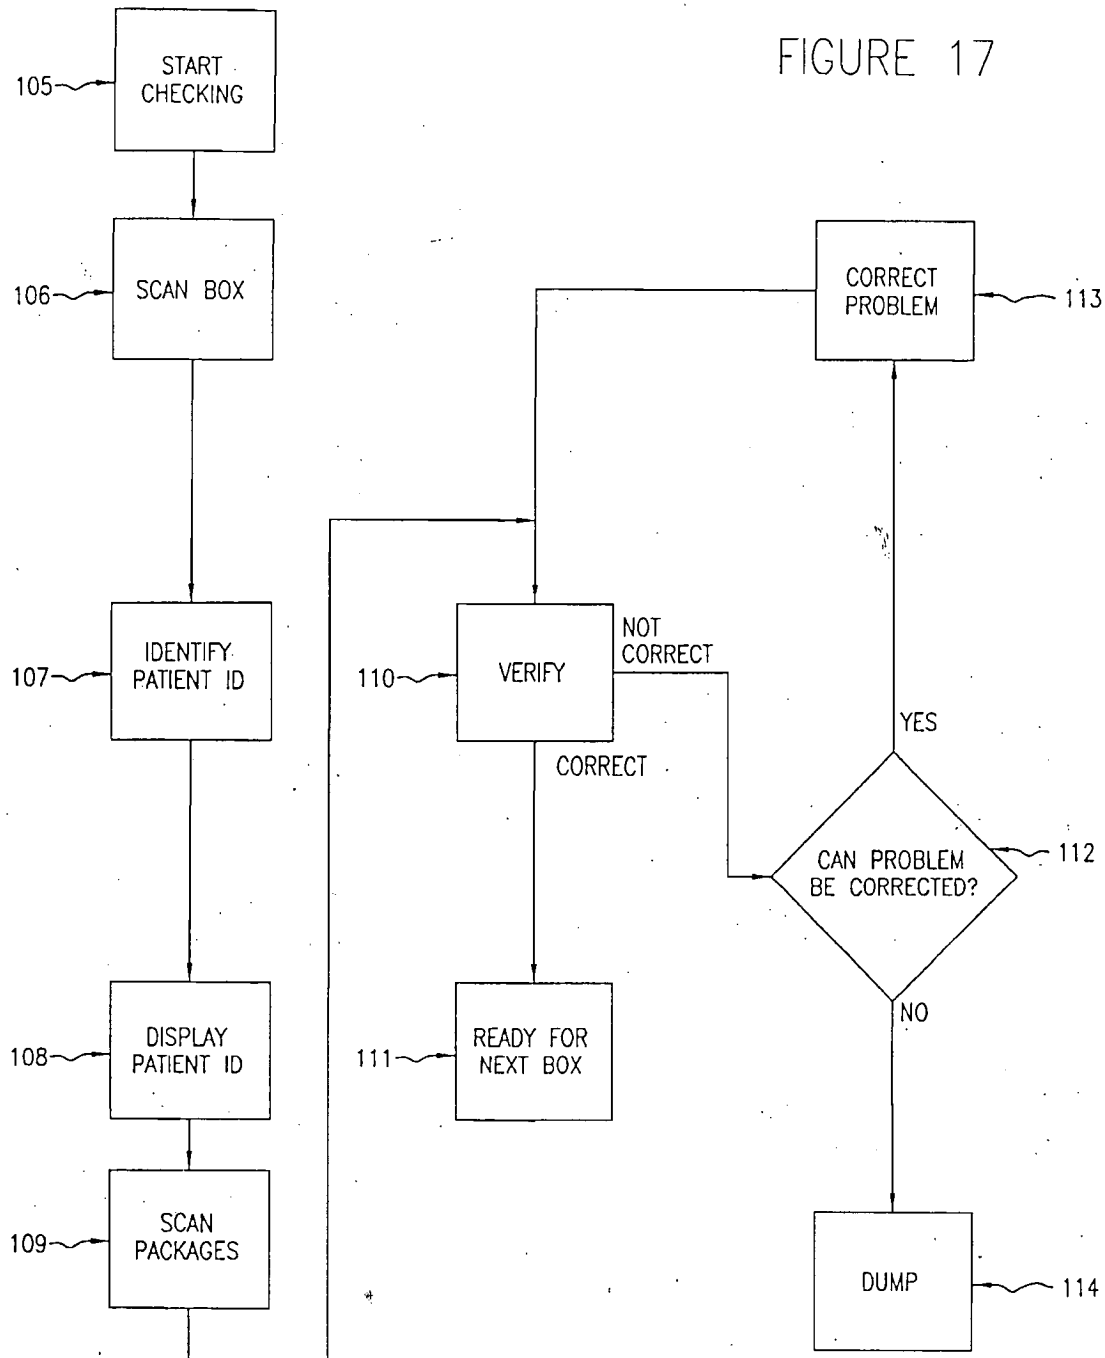 FIGURE 17
105
START
CHECKING
106
SCAN BOX
107
IDENTIFY
PATIENT ID
108
DISPLAY
PATIENT ID
109
SCAN
PACKAGES
110
VERIFY
NOT
CORRECT
CORRECT
111
READY FOR
NEXT BOX
CORRECT
PROBLEM
113
YES
CAN PROBLEM
BE CORRECTED?
112
NO
DUMP
114